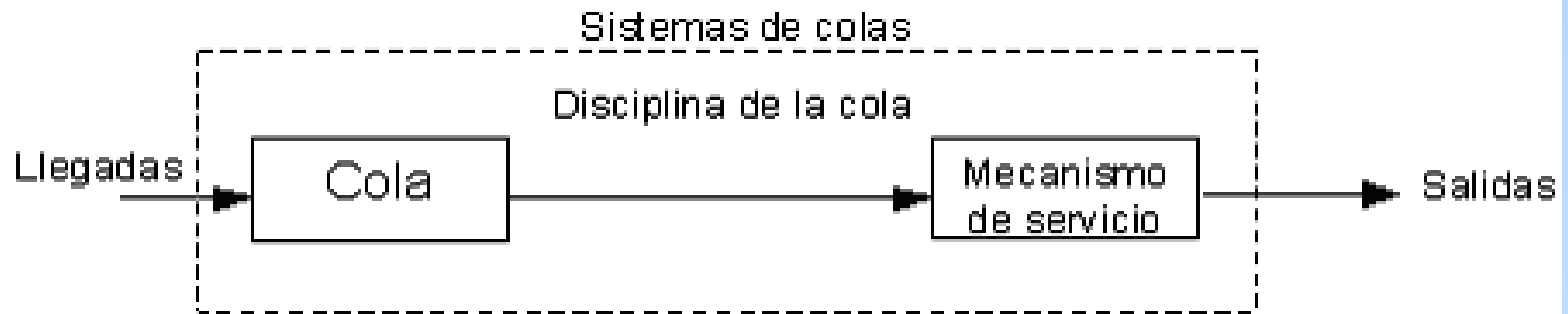 Sistemas de colas
Disciplina de la cola
Llegadas
Cola
Mecanismo
de servicio
Salidas